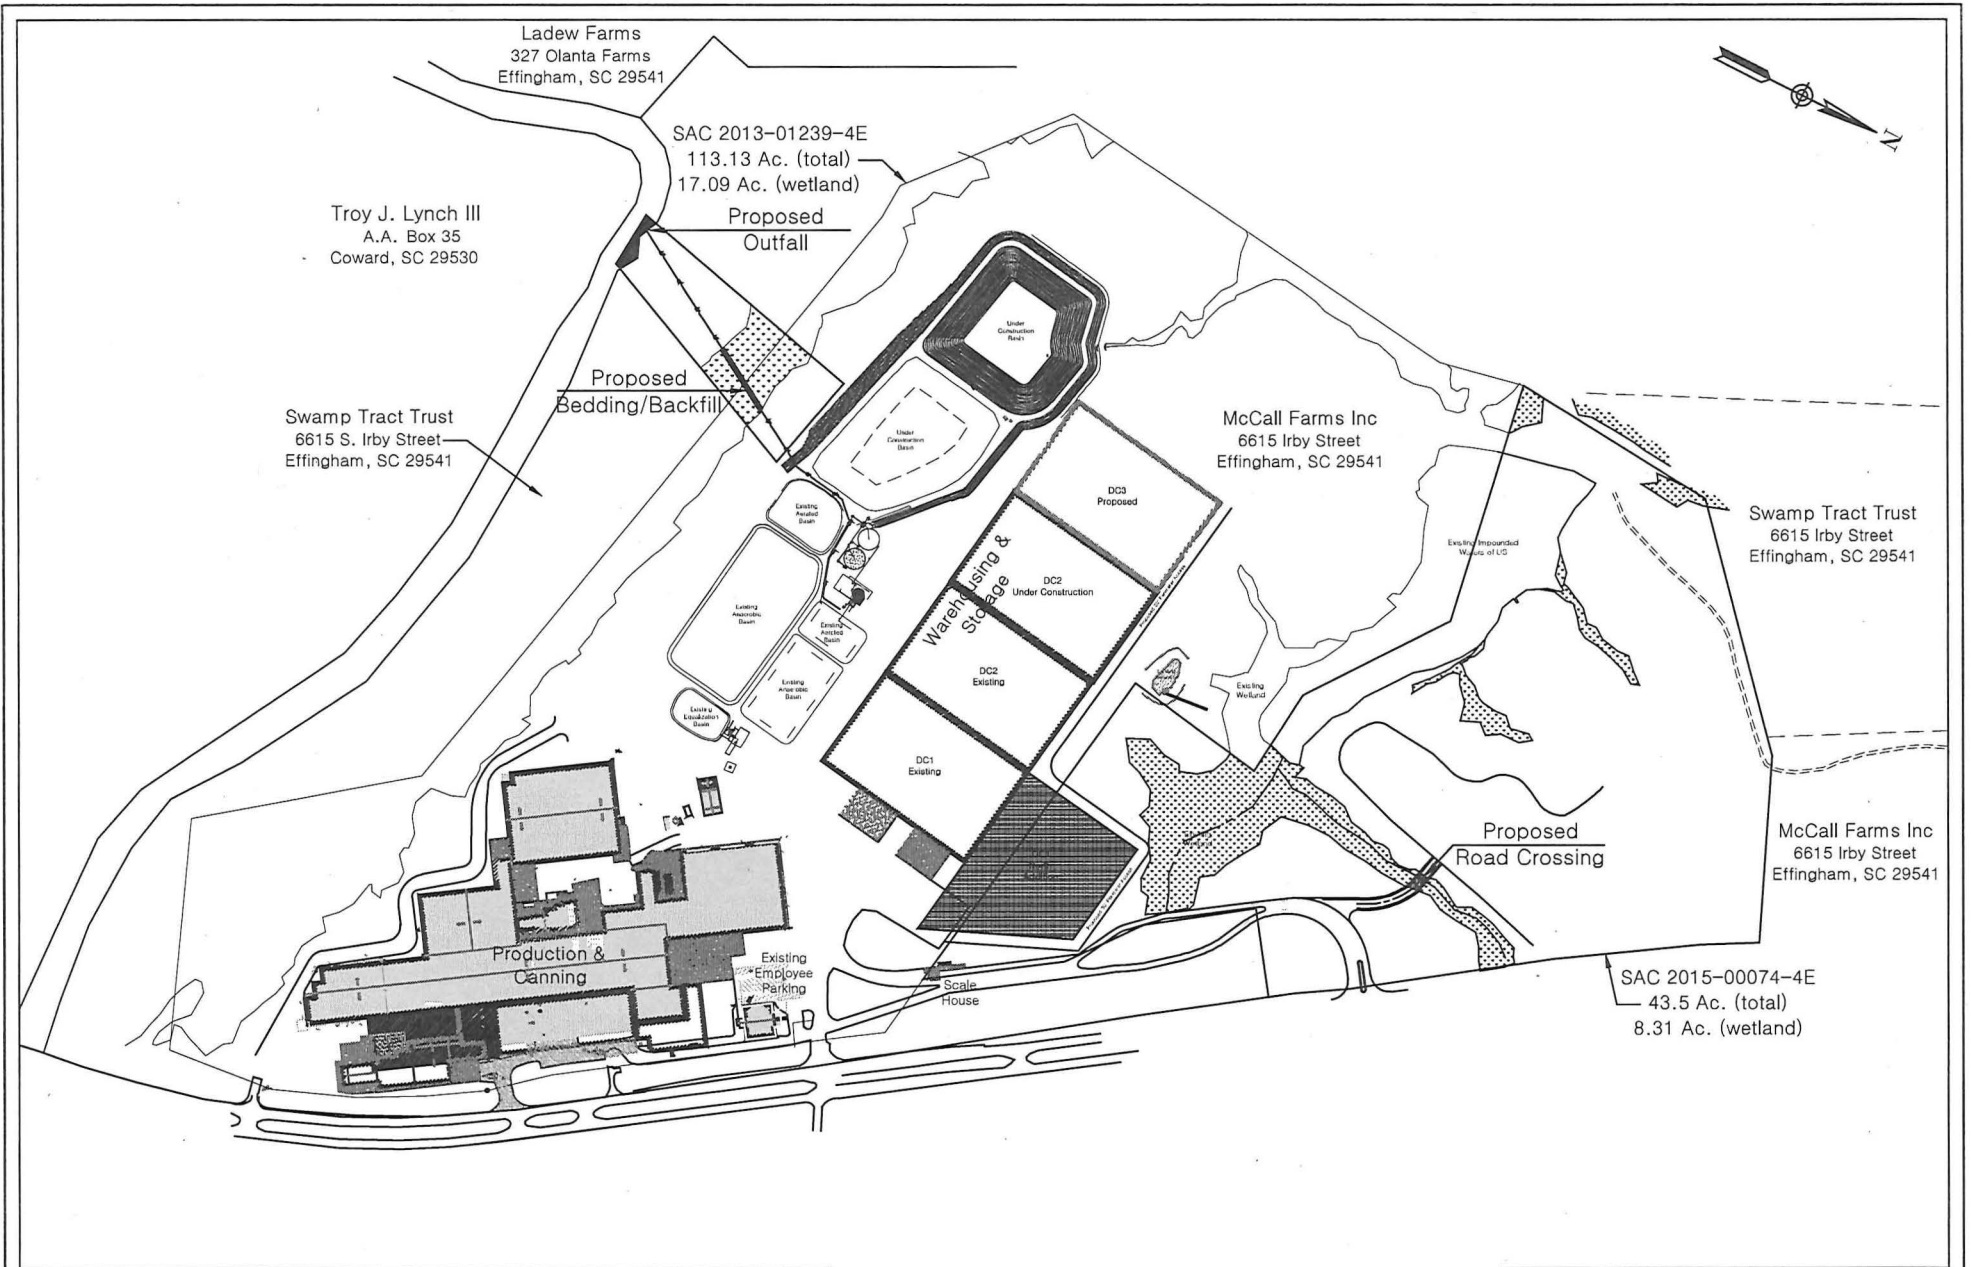 Ladew Farms
327 Olanta Farms
Effingham, SC 29541
SAC 2013-01239-4E
113.13 Ac. (total)
17.09 Ac. (wetland)
N
Troy J. Lynch III
A.A. Box 35
Coward, SC 29530
Proposed
Outfall
Under
Construction
Basin
Proposed
Bedding/Backfill
Swamp Tract Trust
6615 S. Irby Street
Effingham, SC 29541
Under
Construction
Basin
McCall Farms Inc
6615 Irby Street
Effingham, SC 29541
DC3
Proposed
Existing
Aerated
Basin
Swamp Tract Trust
6615 Irby Street
Effingham, SC 29541
Existing Impounded
Waters of US
Warehousing &
Storage
DC2
Under Construction
Existing
Anaerobic
Basin
Existing
Aerated
Basin
DC2
Existing
Existing
Anaerobic
Basin
Existing
Wetland
Existing
Equalization
Basin
DC1
Existing
Proposed
Road Crossing
McCall Farms Inc
6615 Irby Street
Effingham, SC 29541
Production &
Canning
Existing
Employee
Parking
Scale
House
SAC 2015-00074-4E
43.5 Ac. (total)
8.31 Ac. (wetland)